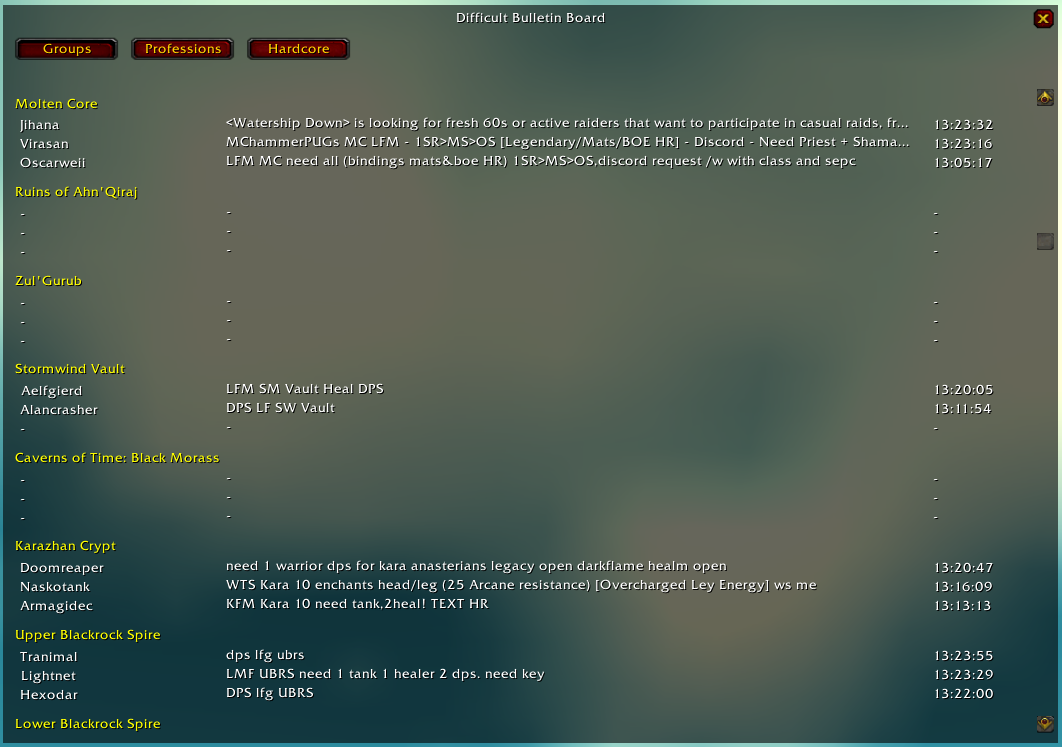 Difficult Bulletin Board
Groups Professions Hardcore
Molten Core
Jihana <Watership Down> is looking for fresh 60s or active raiders that want to participate in casual raids, fr... 13:23:32
Virasan MChammerPUGs MC LFM - 1SR>MS>OS [Legendary/Mats/BOE HR] - Discord - Need Priest + Shama... 13:23:16
Oscarweii LFM MC need all (bindings mats&boe HR) 1SR>MS>OS,discord request /w with class and sepc 13:05:17
Ruins of Ahn'Qiraj
- - -
- - -
- - -
Zul'Gurub
- - -
- - -
- - -
Stormwind Vault
Aelfgierd LFM SM Vault Heal DPS 13:20:05
Alancrasher DPS LF SW Vault 13:11:54
- - -
Caverns of Time: Black Morass
- - -
- - -
- - -
Karazhan Crypt
Doomreaper need 1 warrior dps for kara anasterians legacy open darkflame healm open 13:20:47
Naskotank WTS Kara 10 enchants head/leg (25 Arcane resistance) [Overcharged Ley Energy] ws me 13:16:09
Armagidec KFM Kara 10 need tank,2heal! TEXT HR 13:13:13
Upper Blackrock Spire
Tranimal dps lfg ubrs 13:23:55
Lightnet LMF UBRS need 1 tank 1 healer 2 dps. need key 13:23:29
Hexodar DPS lfg UBRS 13:22:00
Lower Blackrock Spire